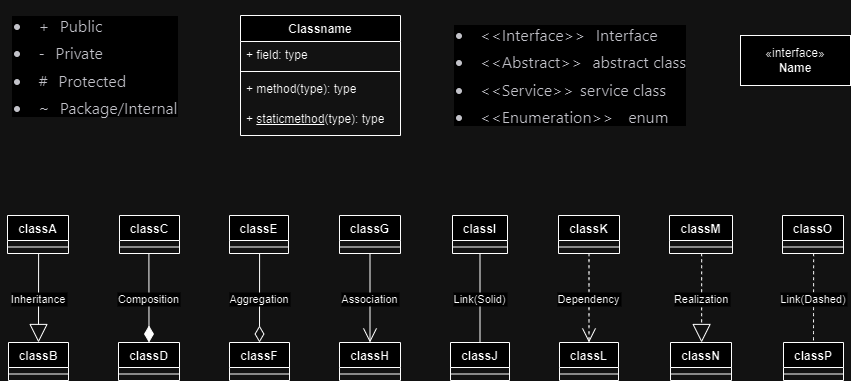 + Public
- Private
# Protected
~ Package/Internal
Classname
+ field: type
+ method(type): type
+ staticmethod(type): type
<<Interface>> Interface
<<Abstract>> abstract class
<<Service>> service class
<<Enumeration>> enum
«interface»
Name
classA classC classE classG classI classK classM classO
Inheritance Composition Aggregation Association Link(Solid) Dependency Realization Link(Dashed)
classB classD classF classH classJ classL classN classP